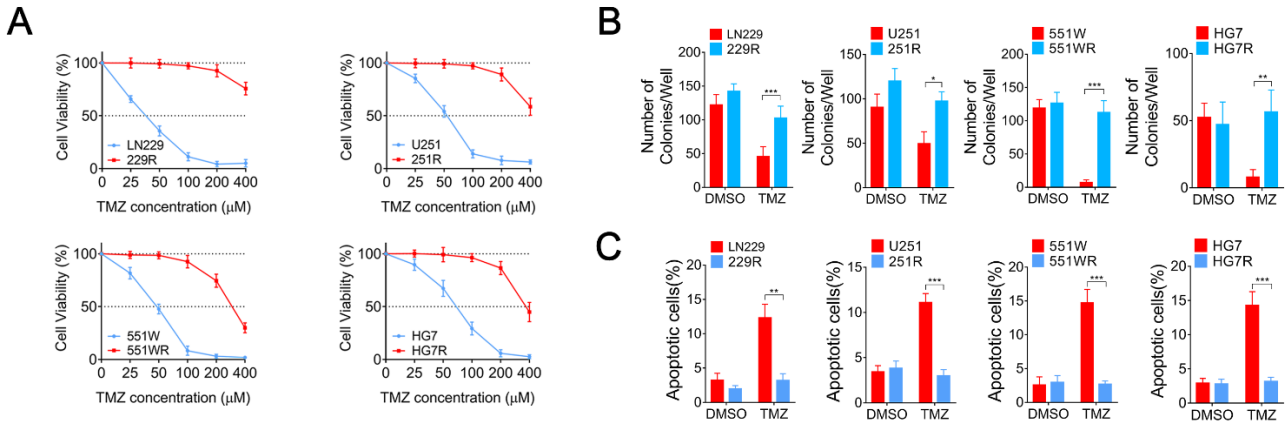 A
Cell Viability (%)
100
50
0
LN229
229R
0 25 50 100 200 400
TMZ concentration (μM)
Cell Viability (%)
100
50
0
U251
251R
0 25 50 100 200 400
TMZ concentration (μM)
Cell Viability (%)
100
50
0
551W
551WR
0 25 50 100 200 400
TMZ concentration (μM)
Cell Viability (%)
100
50
0
HG7
HG7R
0 25 50 100 200 400
TMZ concentration (μM)
B
LN229
229R
Number of
Colonies/Well
150
100
50
0
***
DMSO TMZ
U251
251R
Number of
Colonies/Well
150
100
50
0
*
DMSO TMZ
551W
551WR
Number of
Colonies/Well
150
120
90
60
30
0
***
DMSO TMZ
HG7
HG7R
Number of
Colonies/Well
100
50
0
**
DMSO TMZ
C
LN229
229R
Apoptotic cells(%)
20
15
10
5
0
**
DMSO TMZ
U251
251R
Apoptotic cells(%)
15
10
5
0
***
DMSO TMZ
551W
551WR
Apoptotic cells(%)
20
15
10
5
0
***
DMSO TMZ
HG7
HG7R
Apoptotic cells(%)
20
15
10
5
0
***
DMSO TMZ